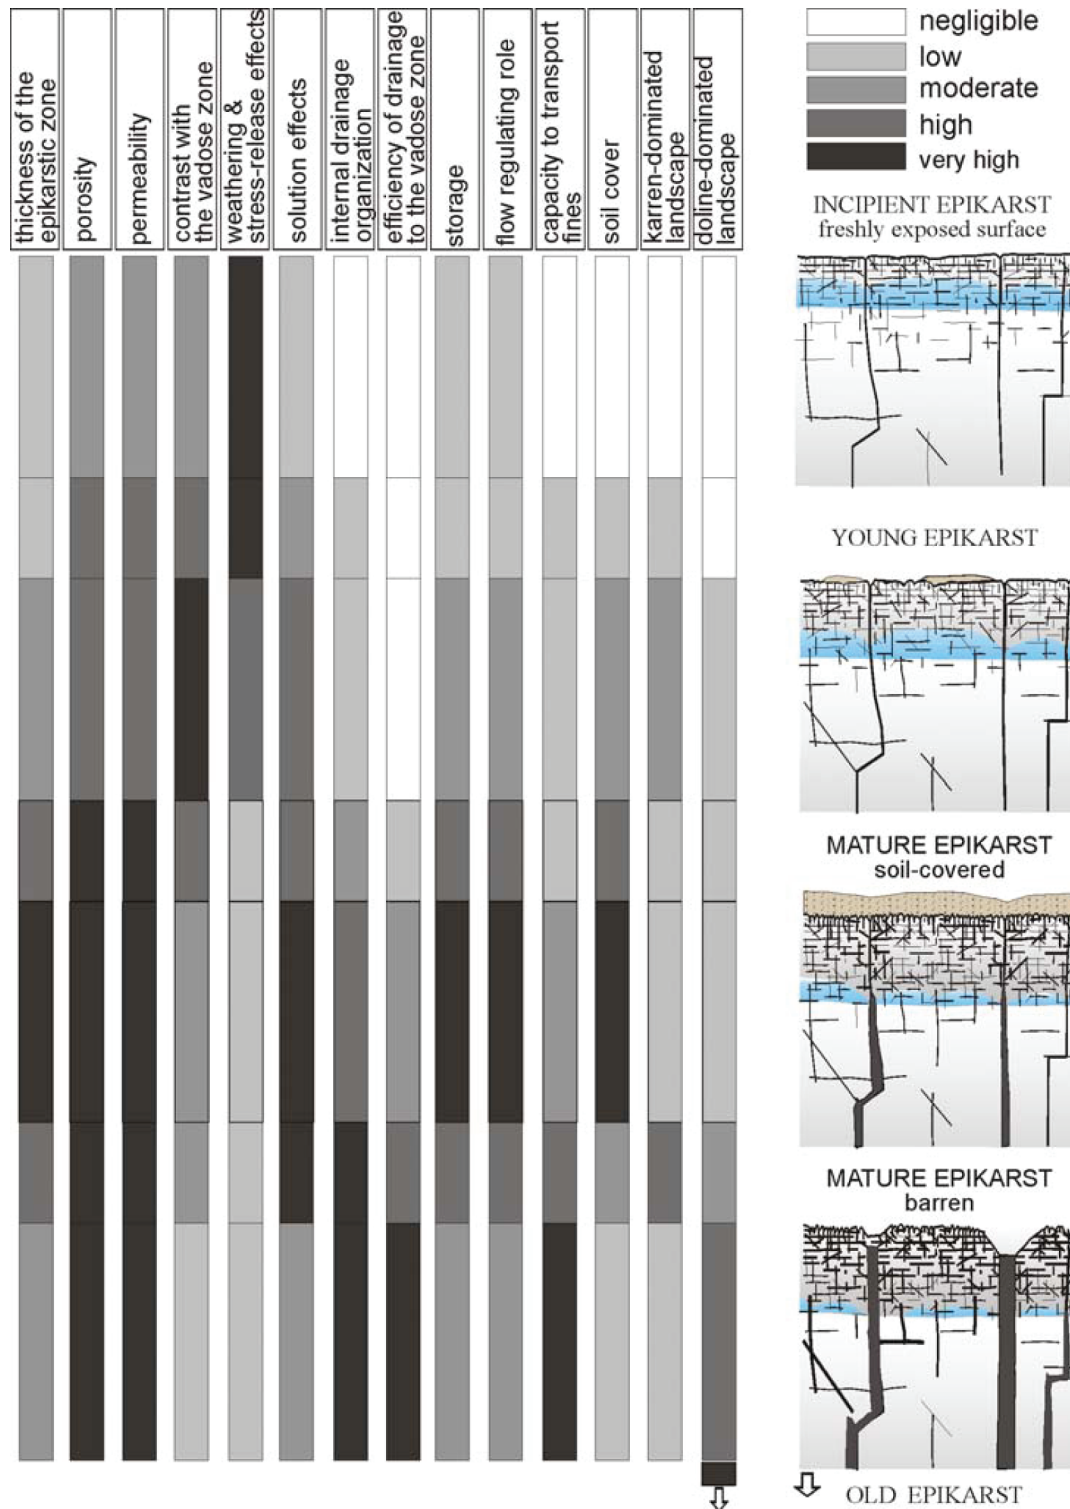 thickness of the
epikarstic zone
porosity
permeability
contrast with
the vadose zone
weathering &
stress-release effects
solution effects
internal drainage
organization
efficiency of drainage
to the vadose zone
storage
flow regulating role
capacity to transport
fines
soil cover
karren-dominated
landscape
doline-dominated
landscape
negligible
low
moderate
high
very high
INCIPIENT EPIKARST
freshly exposed surface
YOUNG EPIKARST
MATURE EPIKARST
soil-covered
MATURE EPIKARST
barren
OLD EPIKARST